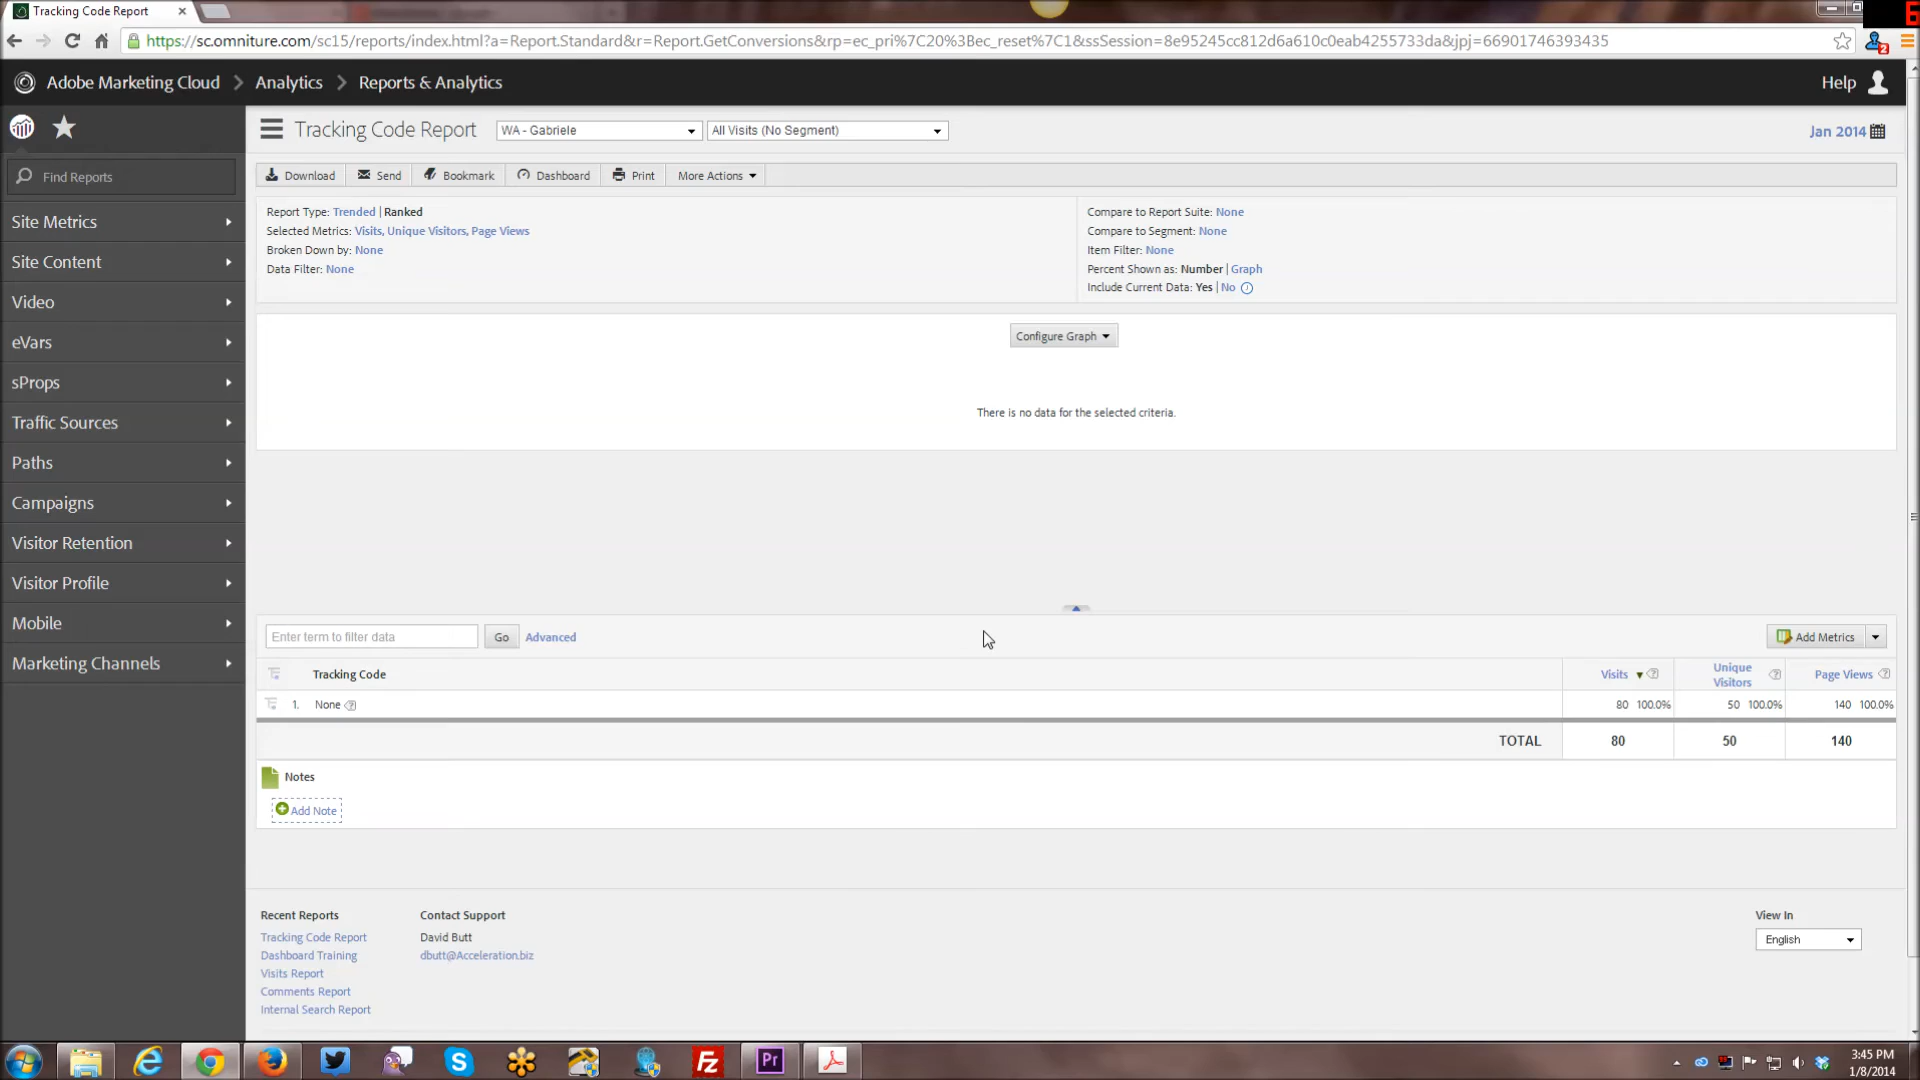 Tracking Code Report
https://sc.omniture.com/sc15/reports/index.html?a=Report.Standard&r=Report.GetConversions&rp=ec_pri%7C20%3Bec_reset%7C1&ssSession=8e95245cc812d6a610c0eab4255733da&jpj=66901746393435
2
Adobe Marketing Cloud > Analytics > Reports & Analytics
Help
Tracking Code Report
WA - Gabriele
All Visits (No Segment)
Jan 2014
Find Reports
Site Metrics
Site Content
Video
eVars
sProps
Traffic Sources
Paths
Campaigns
Visitor Retention
Visitor Profile
Mobile
Marketing Channels
Download
Send
Bookmark
Dashboard
Print
More Actions
Report Type: Trended | Ranked
Selected Metrics: Visits, Unique Visitors, Page Views
Broken Down by: None
Data Filter: None
Compare to Report Suite: None
Compare to Segment: None
Item Filter: None
Percent Shown as: Number | Graph
Include Current Data: Yes | No
Configure Graph
There is no data for the selected criteria.
Enter term to filter data
Go
Advanced
Add Metrics
Tracking Code
Visits
Unique Visitors
Page Views
1. None 80 100.0% 50 100.0% 140 100.0%
TOTAL 80 50 140
Notes
Add Note
Recent Reports
Tracking Code Report
Dashboard Training
Visits Report
Comments Report
Internal Search Report
Contact Support
David Butt
dbutt@Acceleration.biz
View In
English
Fz
Pr
3:45 PM
1/8/2014